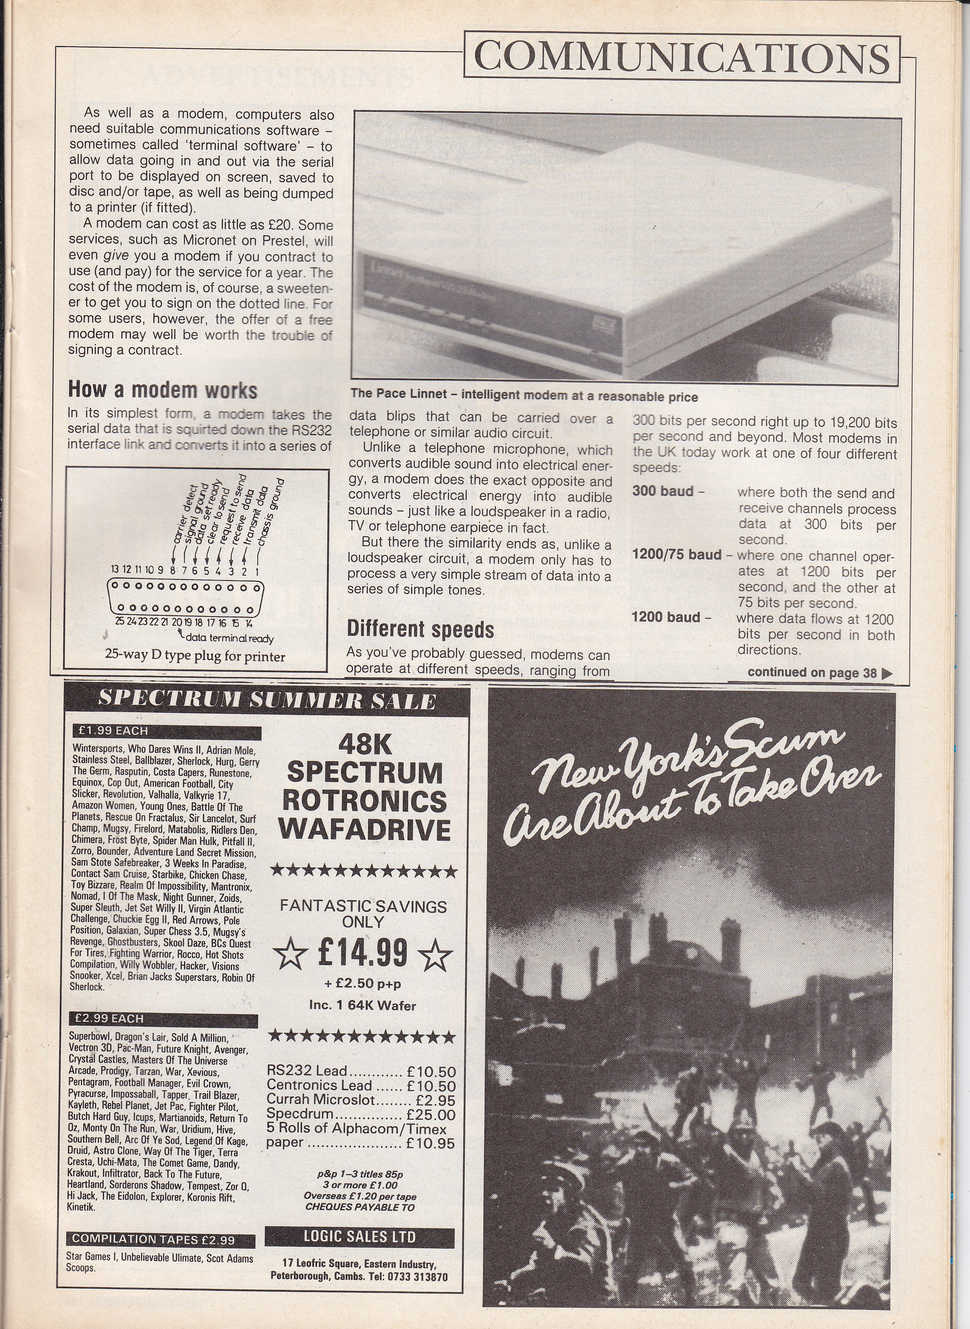 COMMUNICATIONS
As well as a modem, computers also
need suitable communications software –
sometimes called 'terminal software' – to
allow data going in and out via the serial
port to be displayed on screen, saved to
disc and/or tape, as well as being dumped
to a printer (if fitted).
A modem can cost as little as £20. Some
services, such as Micronet on Prestel, will
even give you a modem if you contract to
use (and pay) for the service for a year. The
cost of the modem is, of course, a sweeten-
er to get you to sign on the dotted line. For
some users, however, the offer of a free
modem may well be worth the trouble of
signing a contract.
How a modem works
In its simplest form, a modem takes the
serial data that is squirted down the RS232
interface link and converts it into a series of
carrier detect
signal ground
data set ready
clear to send
request to send
receive data
transmit data
chassis ground
13 12 11 10 9 8 7 6 5 4 3 2 1
25 24 23 22 21 20 19 18 17 16 15 14
data terminal ready
25-way D type plug for printer
Linnet
The Pace Linnet – intelligent modem at a reasonable price
data blips that can be carried over a
telephone or similar audio circuit.
Unlike a telephone microphone, which
converts audible sound into electrical ener-
gy, a modem does the exact opposite and
converts electrical energy into audible
sounds – just like a loudspeaker in a radio,
TV or telephone earpiece in fact.
But there the similarity ends as, unlike a
loudspeaker circuit, a modem only has to
process a very simple stream of data into a
series of simple tones.
Different speeds
As you've probably guessed, modems can
operate at different speeds, ranging from
300 bits per second right up to 19,200 bits
per second and beyond. Most modems in
the UK today work at one of four different
speeds:
300 baud – where both the send and
receive channels process
data at 300 bits per
second.
1200/75 baud – where one channel oper-
ates at 1200 bits per
second, and the other at
75 bits per second.
1200 baud – where data flows at 1200
bits per second in both
directions.
continued on page 38 ▶
SPECTRUM SUMMER SALE
£1.99 EACH
Wintersports, Who Dares Wins II, Adrian Mole,
Stainless Steel, Ballblazer, Sherlock, Hurg, Gerry
The Germ, Rasputin, Costa Capers, Runestone,
Equinox, Cop Out, American Football, City
Slicker, Revolution, Valhalla, Valkyrie 17,
Amazon Women, Young Ones, Battle Of The
Planets, Rescue On Fractalus, Sir Lancelot, Surf
Champ, Mugsy, Firelord, Matabolis, Ridlers Den,
Chimera, Frost Byte, Spider Man Hulk, Pitfall II,
Zorro, Bounder, Adventure Land Secret Mission,
Sam Stote Safebreaker, 3 Weeks In Paradise,
Contact Sam Cruise, Starbike, Chicken Chase,
Toy Bizzare, Realm Of Impossibility, Mantronix,
Nomad, I Of The Mask, Night Gunner, Zoids,
Super Sleuth, Jet Set Willy II, Virgin Atlantic
Challenge, Chuckie Egg II, Red Arrows, Pole
Position, Galaxian, Super Chess 3.5, Mugsy's
Revenge, Ghostbusters, Skool Daze, BCs Quest
For Tires, Fighting Warrior, Rocco, Hot Shots
Compilation, Willy Wobbler, Hacker, Visions
Snooker, Xcel, Brian Jacks Superstars, Robin Of
Sherlock.
£2.99 EACH
Superbowl, Dragon's Lair, Sold A Million,
Vectron 3D, Pac-Man, Future Knight, Avenger,
Crystal Castles, Masters Of The Universe
Arcade, Prodigy, Tarzan, War, Xevious,
Pentagram, Football Manager, Evil Crown,
Pyracurse, Impossaball, Tapper, Trail Blazer,
Kayleth, Rebel Planet, Jet Pac, Fighter Pilot,
Butch Hard Guy, Icups, Martianoids, Return To
Oz, Monty On The Run, War, Uridium, Hive,
Southern Bell, Arc Of Ye Sod, Legend Of Kage,
Druid, Astro Clone, Way Of The Tiger, Terra
Cresta, Uchi-Mata, The Comet Game, Dandy,
Krakout, Infiltrator, Back To The Future,
Heartland, Sorderons Shadow, Tempest, Zor Q,
Hi Jack, The Eidolon, Explorer, Koronis Rift,
Kinetik.
COMPILATION TAPES £2.99
Star Games I, Unbelievable Ulimate, Scot Adams
Scoops.
48K
SPECTRUM
ROTRONICS
WAFADRIVE
FANTASTIC SAVINGS
ONLY
£14.99
+ £2.50 p+p
Inc. 1 64K Wafer
RS232 Lead............ £10.50
Centronics Lead ...... £10.50
Currah Microslot........ £2.95
Specdrum............... £25.00
5 Rolls of Alphacom/Timex
paper ..................... £10.95
p&p 1–3 titles 85p
3 or more £1.00
Overseas £1.20 per tape
CHEQUES PAYABLE TO
LOGIC SALES LTD
17 Leofric Square, Eastern Industry,
Peterborough, Cambs. Tel: 0733 313870
New York's Scum
Are About To Take Over